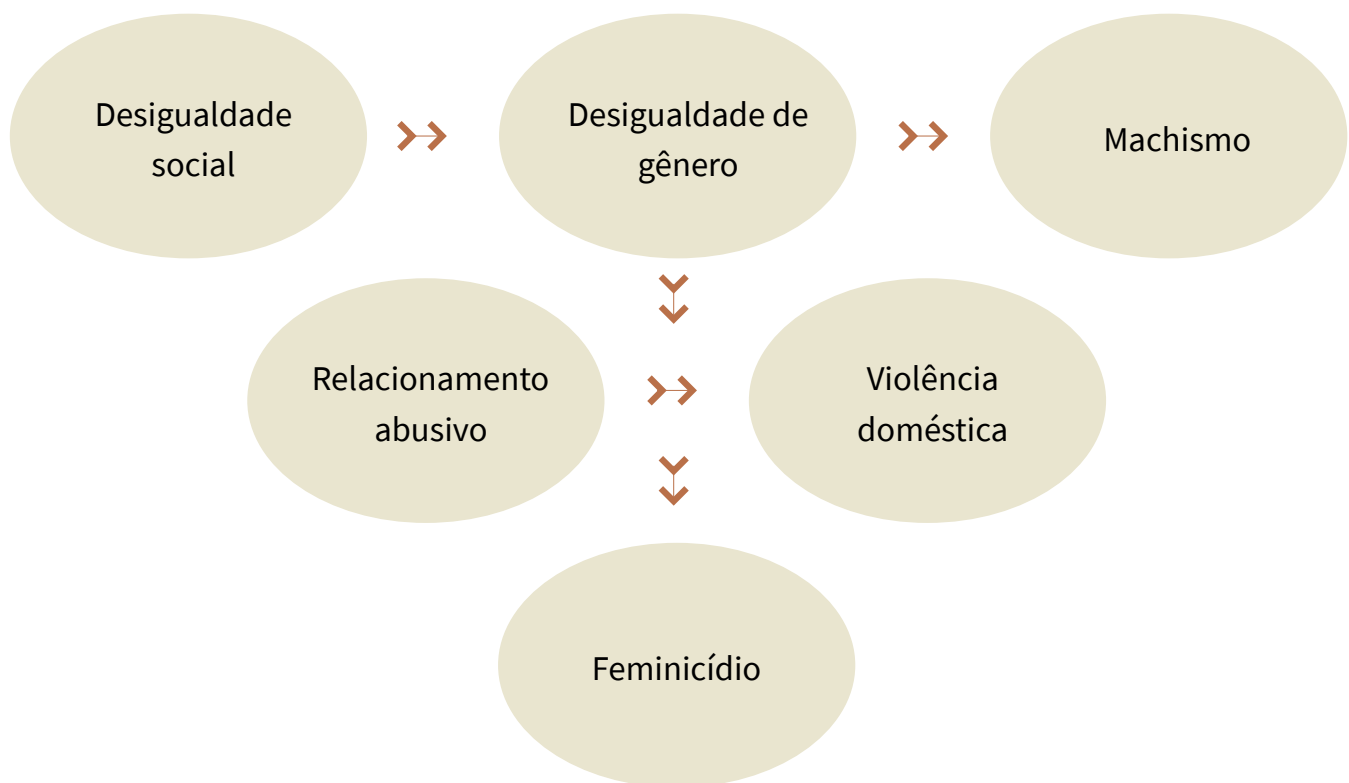 Desigualdade
social
Desigualdade de
gênero
Machismo
Relacionamento
abusivo
Violência
doméstica
Feminicídio